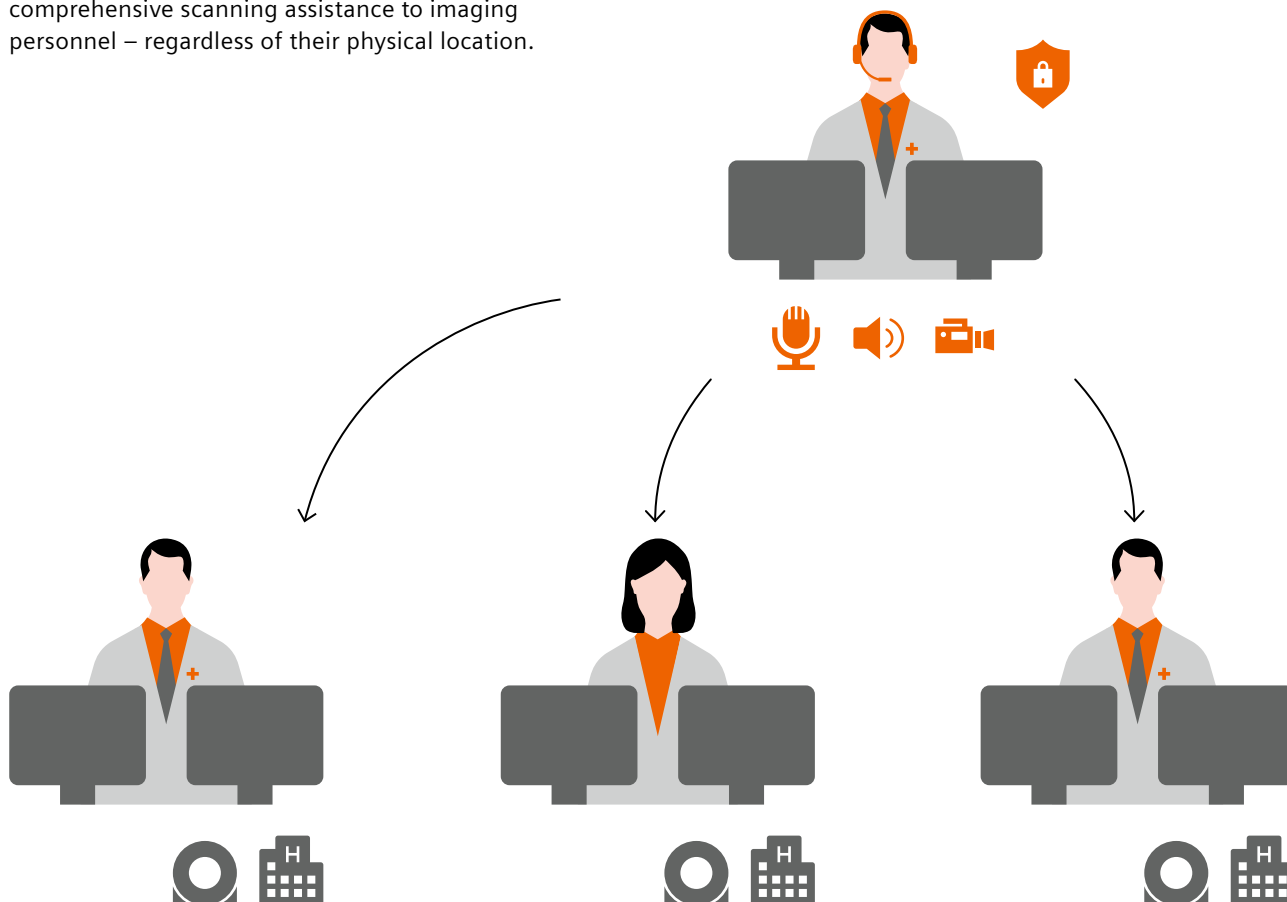 comprehensive scanning assistance to imaging
personnel – regardless of their physical location.
H
H
H